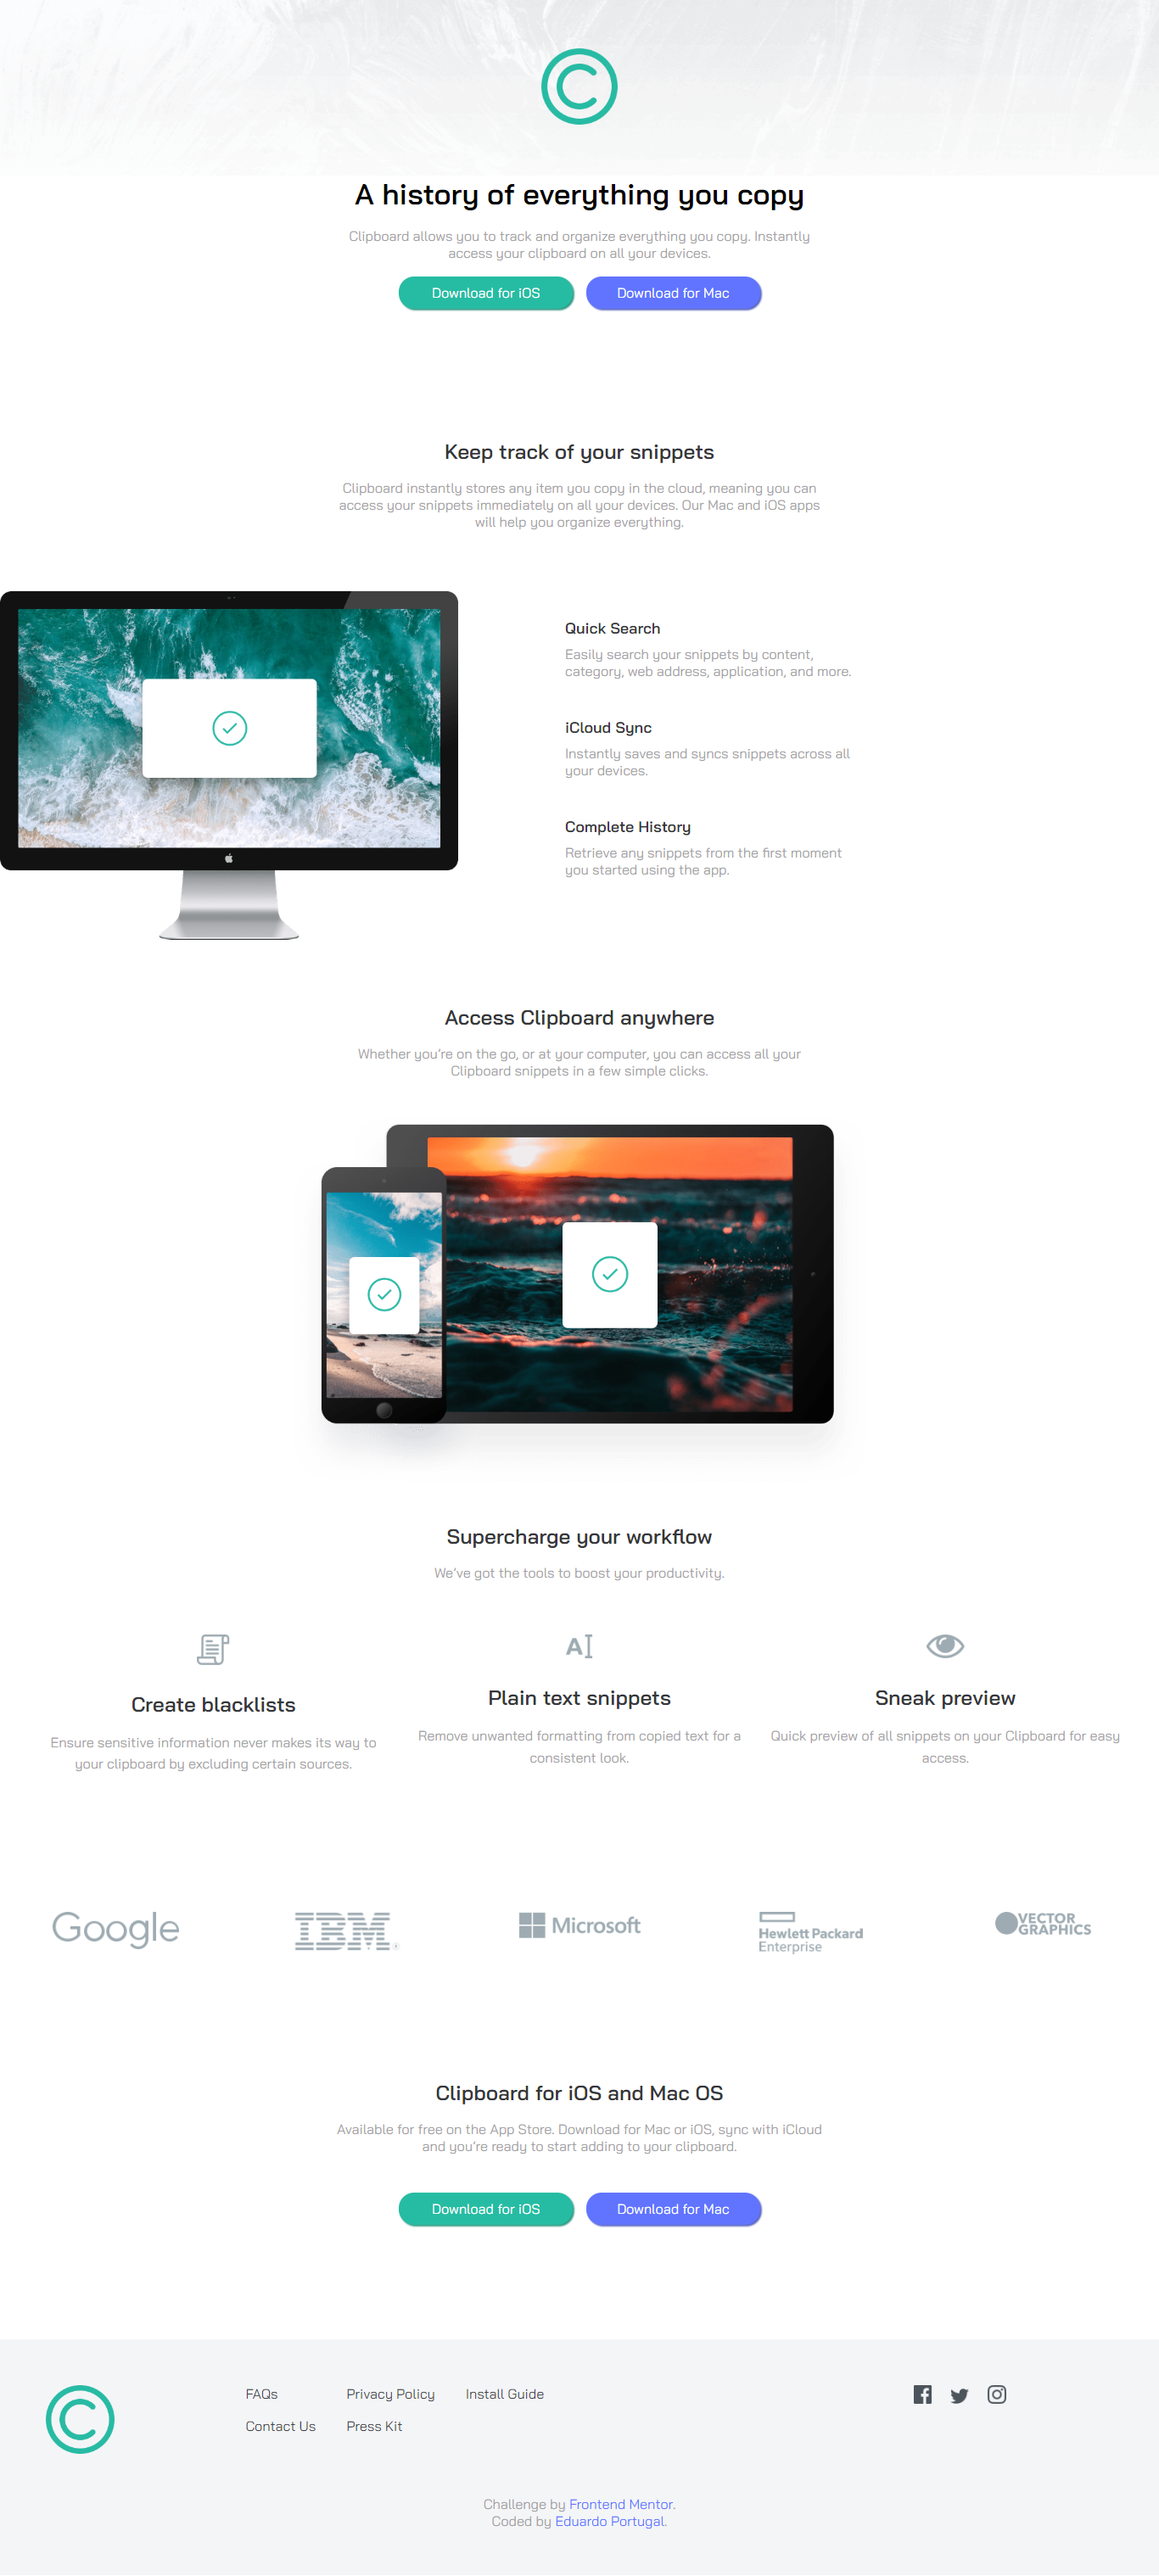 A history of everything you copy
Clipboard allows you to track and organize everything you copy. Instantly
access your clipboard on all your devices.
Download for iOS
Download for Mac
Keep track of your snippets
Clipboard instantly stores any item you copy in the cloud, meaning you can
access your snippets immediately on all your devices. Our Mac and iOS apps
will help you organize everything.
Quick Search
Easily search your snippets by content,
category, web address, application, and more.
iCloud Sync
Instantly saves and syncs snippets across all
your devices.
Complete History
Retrieve any snippets from the first moment
you started using the app.
Access Clipboard anywhere
Whether you’re on the go, or at your computer, you can access all your
Clipboard snippets in a few simple clicks.
Supercharge your workflow
We’ve got the tools to boost your productivity.
Create blacklists
Ensure sensitive information never makes its way to
your clipboard by excluding certain sources.
Plain text snippets
Remove unwanted formatting from copied text for a
consistent look.
Sneak preview
Quick preview of all snippets on your Clipboard for easy
access.
Google
IBM
Microsoft
Hewlett Packard
Enterprise
VECTOR
GRAPHICS
Clipboard for iOS and Mac OS
Available for free on the App Store. Download for Mac or iOS, sync with iCloud
and you’re ready to start adding to your clipboard.
Download for iOS
Download for Mac
FAQs
Contact Us
Privacy Policy
Press Kit
Install Guide
Challenge by Frontend Mentor.
Coded by Eduardo Portugal.